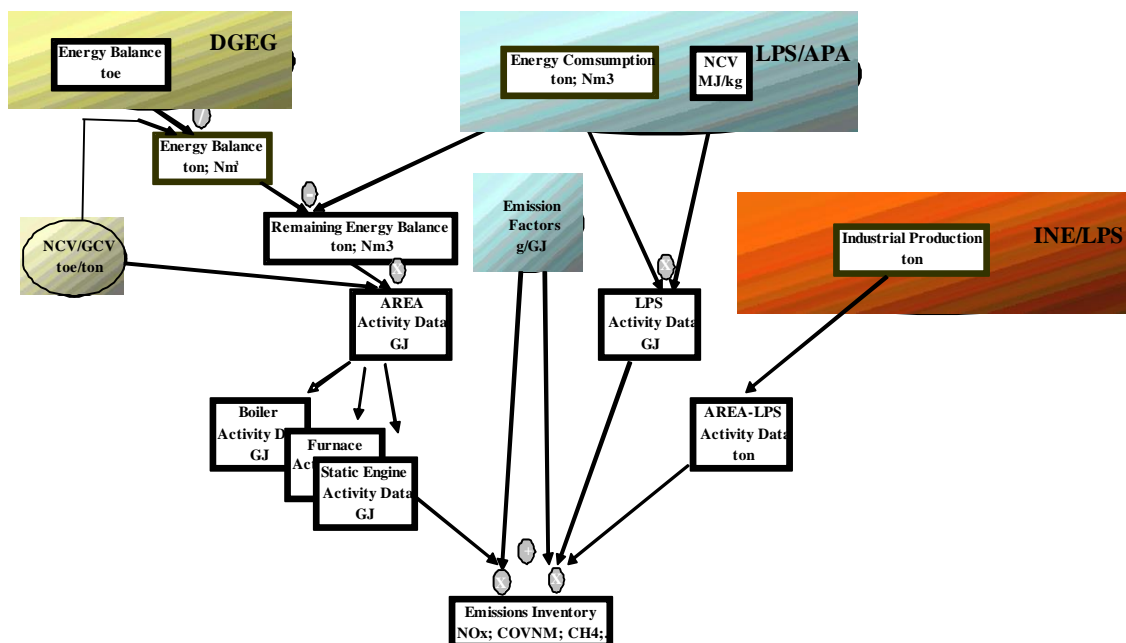 DGEG
Energy Balance
toe
LPS/APA
Energy Comsumption
ton; Nm3
NCV
MJ/kg
/
Energy Balance
ton; Nm³
-
Remaining Energy Balance
ton; Nm3
Emission
Factors
g/GJ
INE/LPS
Industrial Production
ton
NCV/GCV
toe/ton
X
X
AREA
Activity Data
GJ
LPS
Activity Data
GJ
Boiler
Activity D
GJ
Furnace
Act
Static Engine
Activity Data
GJ
AREA-LPS
Activity Data
ton
+
X
X
Emissions Inventory
NOx; COVNM; CH4;.